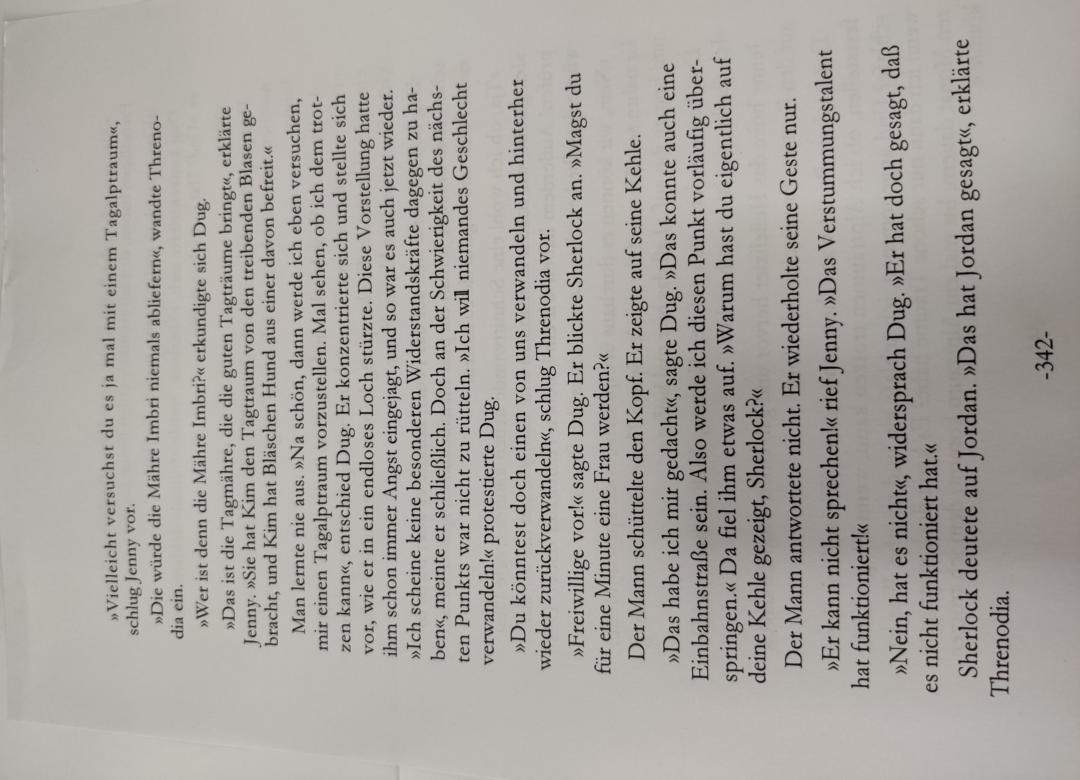 »Vielleicht versuchst du es ja mal mit einem Tagalptraum«,
schlug Jenny vor.
»Die würde die Mähre Imbri niemals abliefern«, wandte Threno-
dia ein.
»Wer ist denn die Mähre Imbri?« erkundigte sich Dug.
»Das ist die Tagmähre, die die guten Tagträume bringt«, erklärte
Jenny. »Sie hat Kim den Tagtraum von den treibenden Blasen ge-
bracht, und Kim hat Bläschen Hund aus einer davon befreit.«
Man lernte nie aus. »Na schön, dann werde ich eben versuchen,
mir einen Tagalptraum vorzustellen. Mal sehen, ob ich dem trot-
zen kann«, entschied Dug. Er konzentrierte sich und stellte sich
vor, wie er in ein endloses Loch stürzte. Diese Vorstellung hatte
ihm schon immer Angst eingejagt, und so war es auch jetzt wieder.
»Ich scheine keine besonderen Widerstandskräfte dagegen zu ha-
ben«, meinte er schließlich. Doch an der Schwierigkeit des nächs-
ten Punkts war nicht zu rütteln. »Ich will niemandes Geschlecht
verwandeln!« protestierte Dug.
»Du könntest doch einen von uns verwandeln und hinterher
wieder zurückverwandeln«, schlug Threnodia vor.
»Freiwillige vor!« sagte Dug. Er blickte Sherlock an. »Magst du
für eine Minute eine Frau werden?«
Der Mann schüttelte den Kopf. Er zeigte auf seine Kehle.
»Das habe ich mir gedacht«, sagte Dug. »Das konnte auch eine
Einbahnstraße sein. Also werde ich diesen Punkt vorläufig über-
springen.« Da fiel ihm etwas auf. »Warum hast du eigentlich auf
deine Kehle gezeigt, Sherlock?«
Der Mann antwortete nicht. Er wiederholte seine Geste nur.
»Er kann nicht sprechen!« rief Jenny. »Das Verstummungstalent
hat funktioniert!«
»Nein, hat es nicht«, widersprach Dug. »Er hat doch gesagt, daß
es nicht funktioniert hat.«
Sherlock deutete auf Jordan. »Das hat Jordan gesagt«, erklärte
Threnodia.
-342-